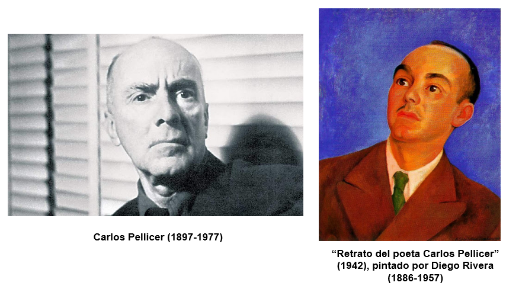 Carlos Pellicer (1897-1977)
“Retrato del poeta Carlos Pellicer”
(1942), pintado por Diego Rivera
(1886-1957)